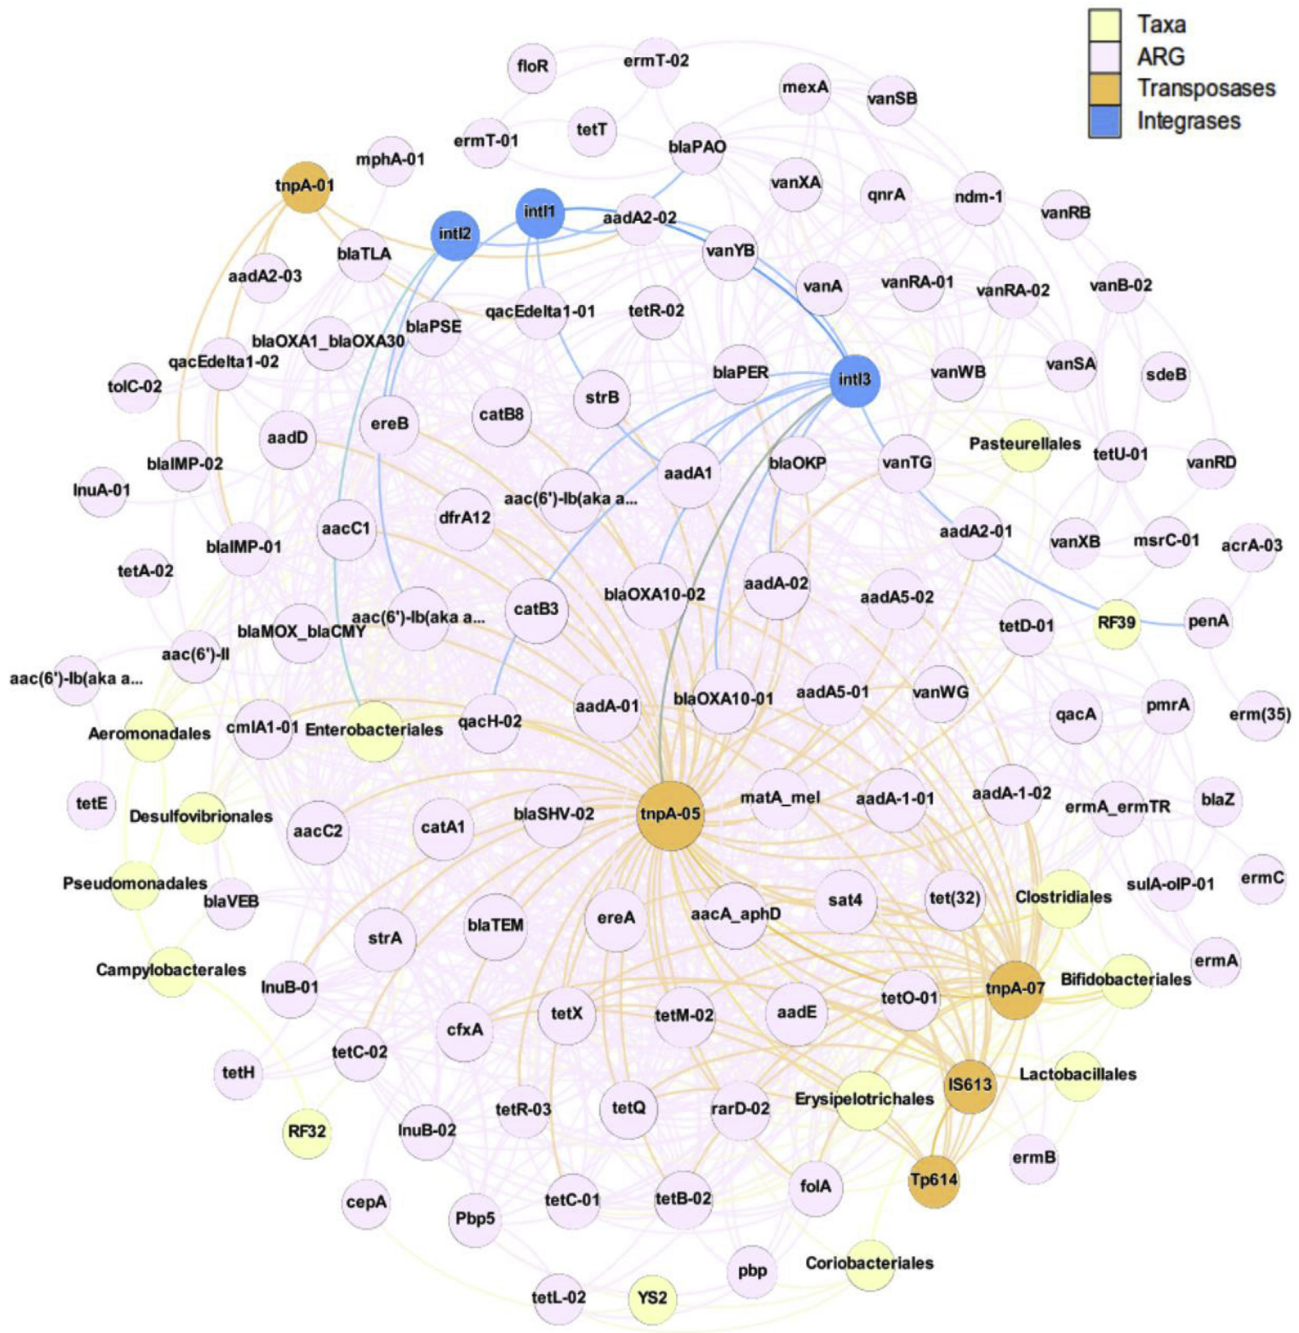 Taxa
ARG
Transposases
Integrases
floR
ermT-02
mexA
vanSB
ermT-01
tetT
blaPAO
mphA-01
tnpA-01
vanXA
qnrA
ndm-1
vanRB
intI2
intI1
aadA2-02
vanYB
blaTLA
aadA2-03
vanA
vanRA-01
vanRA-02
vanB-02
blaOXA1_blaOXA30
blaPSE
qacEdelta1-01
tetR-02
qacEdelta1-02
tolC-02
blaPER
intI3
vanWB
vanSA
sdeB
aadD
ereB
catB8
strB
Pasteurellales
blaIMP-02
lnuA-01
aac(6')-Ib(aka a...
aadA1
blaOKP
vanTG
tetU-01
vanRD
aacC1
dfrA12
blaIMP-01
aadA2-01
vanXB
msrC-01
acrA-03
tetA-02
blaMOX_blaCMY
aac(6')-Ib(aka a...
catB3
blaOXA10-02
aadA-02
aadA5-02
tetD-01
RF39
penA
aac(6')-II
aac(6')-Ib(aka a...
Aeromonadales
cmlA1-01
Enterobacteriales
qacH-02
aadA-01
blaOXA10-01
aadA5-01
vanWG
qacA
pmrA
erm(35)
tetE
Desulfovibrionales
aacC2
catA1
blaSHV-02
tnpA-05
matA_mel
aadA-1-01
aadA-1-02
ermA_ermTR
blaZ
Pseudomonadales
blaVEB
strA
blaTEM
ereA
aacA_aphD
sat4
tet(32)
Clostridiales
sulA-olP-01
ermC
Campylobacterales
lnuB-01
tnpA-07
Bifidobacteriales
ermA
tetC-02
cfxA
tetX
tetM-02
aadE
tetO-01
tetH
RF32
lnuB-02
tetR-03
tetQ
rarD-02
Erysipelotrichales
IS613
Lactobacillales
ermB
cepA
Pbp5
tetC-01
tetB-02
folA
Tp614
tetL-02
YS2
pbp
Coriobacteriales